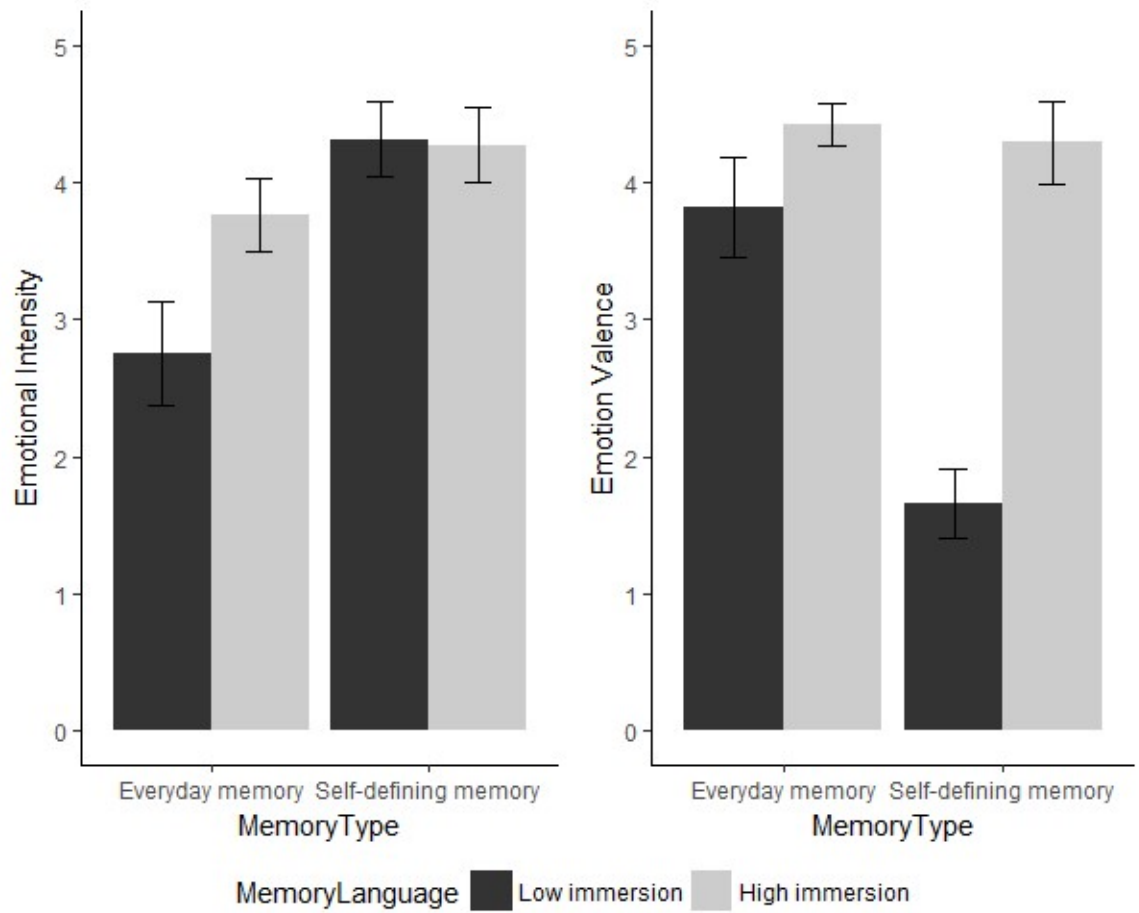 5
4
3
2
1
0
Emotional Intensity
Everyday memory Self-defining memory
MemoryType
5
4
3
2
1
0
Emotion Valence
Everyday memory Self-defining memory
MemoryType
MemoryLanguage Low immersion High immersion